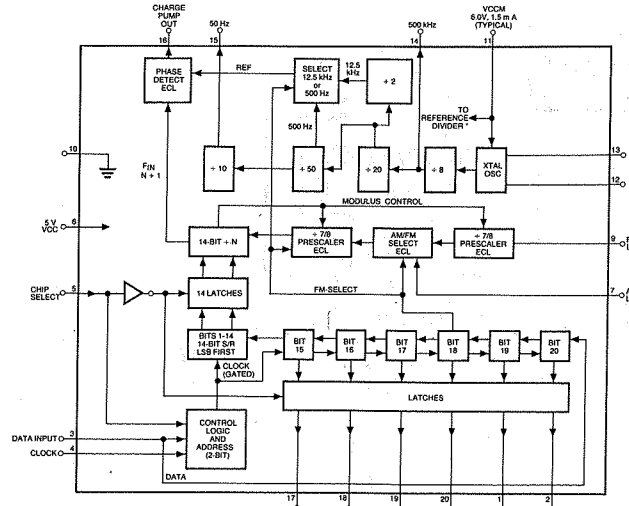 CHARGE
PUMP
OUT
16
50 Hz
15
500 kHz
14
VCCM
6.0V, 1.5 mA
(TYPICAL)
11
PHASE
DETECT
ECL
REF
SELECT
12.5 kHz
or
500 Hz
12.5
kHz
÷ 2
500 Hz
TO
REFERENCE
DIVIDER *
10
FIN
N + 1
÷ 10
÷ 50
÷ 20
÷ 8
XTAL
OSC
13
12
MODULUS CONTROL
5 V
VCC
6
14-BIT ÷ N
÷ 7/8
PRESCALER
ECL
AM/FM
SELECT
ECL
÷ 7/8
PRESCALER
ECL
9
7
CHIP
SELECT
5
14 LATCHES
FM-SELECT
BITS 1-14
14-BIT S/R
LSB FIRST
CLOCK
(GATED)
BIT
15
BIT
16
BIT
17
BIT
18
BIT
19
BIT
20
LATCHES
CONTROL
LOGIC
AND
ADDRESS
(2-BIT)
DATA INPUT
3
CLOCK
4
DATA
17
18
19
20
1
2